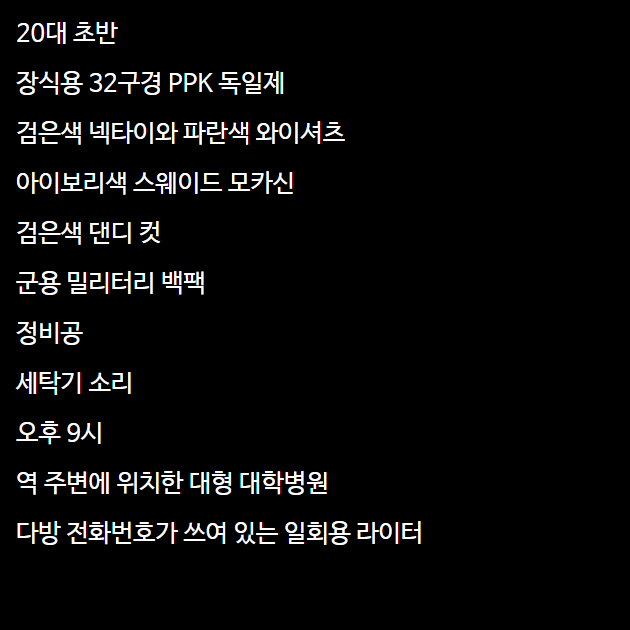 20대 초반
장식용 32구경 PPK 독일제
검은색 넥타이와 파란색 와이셔츠
아이보리색 스웨이드 모카신
검은색 댄디 컷
군용 밀리터리 백팩
정비공
세탁기 소리
오후 9시
역 주변에 위치한 대형 대학병원
다방 전화번호가 쓰여 있는 일회용 라이터